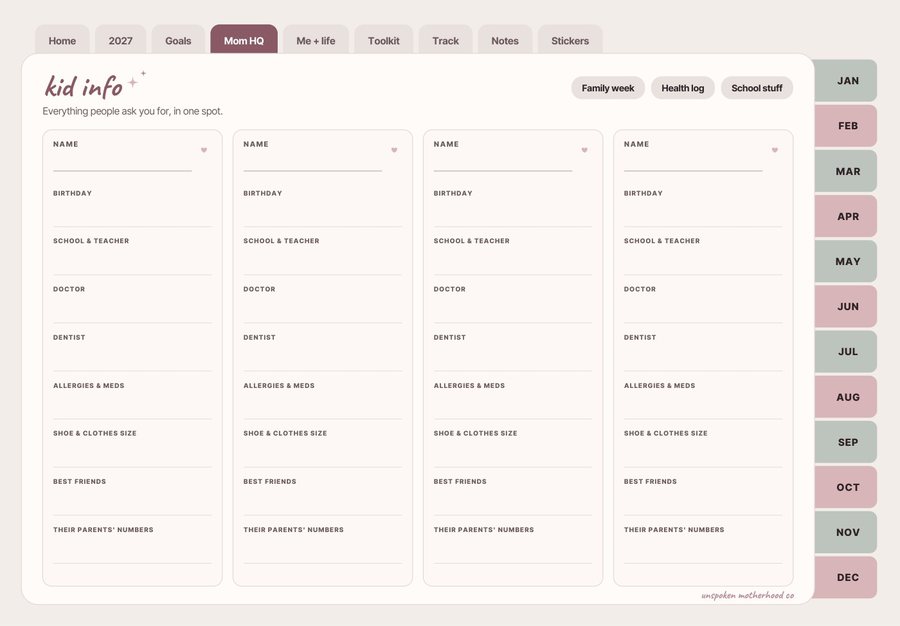 Home 2027 Goals Mom HQ Me + life Toolkit Track Notes Stickers
kid info
Everything people ask you for, in one spot.
Family week Health log School stuff
NAME NAME NAME NAME
BIRTHDAY BIRTHDAY BIRTHDAY BIRTHDAY
SCHOOL & TEACHER SCHOOL & TEACHER SCHOOL & TEACHER SCHOOL & TEACHER
DOCTOR DOCTOR DOCTOR DOCTOR
DENTIST DENTIST DENTIST DENTIST
ALLERGIES & MEDS ALLERGIES & MEDS ALLERGIES & MEDS ALLERGIES & MEDS
SHOE & CLOTHES SIZE SHOE & CLOTHES SIZE SHOE & CLOTHES SIZE SHOE & CLOTHES SIZE
BEST FRIENDS BEST FRIENDS BEST FRIENDS BEST FRIENDS
THEIR PARENTS' NUMBERS THEIR PARENTS' NUMBERS THEIR PARENTS' NUMBERS THEIR PARENTS' NUMBERS
unspoken motherhood co
JAN
FEB
MAR
APR
MAY
JUN
JUL
AUG
SEP
OCT
NOV
DEC